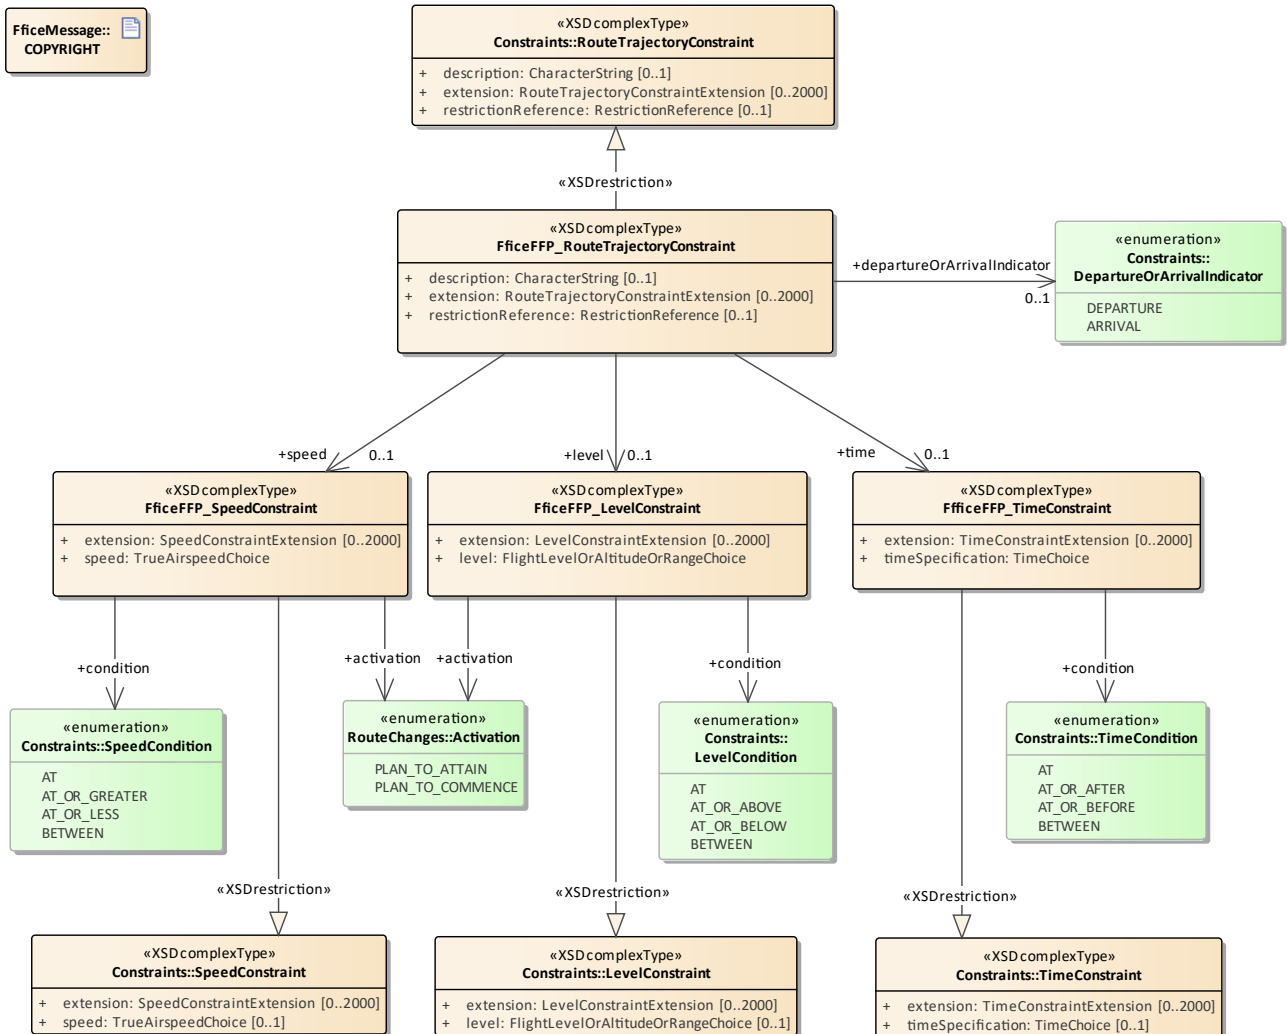 FficeMessage::
COPYRIGHT
«XSDcomplexType»
Constraints::RouteTrajectoryConstraint
+ description: CharacterString [0..1]
+ extension: RouteTrajectoryConstraintExtension [0..2000]
+ restrictionReference: RestrictionReference [0..1]
«XSDrestriction»
«XSDcomplexType»
FficeFFP_RouteTrajectoryConstraint
+ description: CharacterString [0..1]
+ extension: RouteTrajectoryConstraintExtension [0..2000]
+ restrictionReference: RestrictionReference [0..1]
+departureOrArrivalIndicator
0..1
«enumeration»
Constraints::
DepartureOrArrivalIndicator
DEPARTURE
ARRIVAL
+speed 0..1
+level 0..1
+time 0..1
«XSDcomplexType»
FficeFFP_SpeedConstraint
+ extension: SpeedConstraintExtension [0..2000]
+ speed: TrueAirspeedChoice
«XSDcomplexType»
FficeFFP_LevelConstraint
+ extension: LevelConstraintExtension [0..2000]
+ level: FlightLevelOrAltitudeOrRangeChoice
«XSDcomplexType»
FfficeFFP_TimeConstraint
+ extension: TimeConstraintExtension [0..2000]
+ timeSpecification: TimeChoice
+condition
+activation
+activation
+condition
+condition
«enumeration»
Constraints::SpeedCondition
AT
AT_OR_GREATER
AT_OR_LESS
BETWEEN
«enumeration»
RouteChanges::Activation
PLAN_TO_ATTAIN
PLAN_TO_COMMENCE
«enumeration»
Constraints::
LevelCondition
AT
AT_OR_ABOVE
AT_OR_BELOW
BETWEEN
«enumeration»
Constraints::TimeCondition
AT
AT_OR_AFTER
AT_OR_BEFORE
BETWEEN
«XSDrestriction»
«XSDrestriction»
«XSDrestriction»
«XSDcomplexType»
Constraints::SpeedConstraint
+ extension: SpeedConstraintExtension [0..2000]
+ speed: TrueAirspeedChoice [0..1]
«XSDcomplexType»
Constraints::LevelConstraint
+ extension: LevelConstraintExtension [0..2000]
+ level: FlightLevelOrAltitudeOrRangeChoice [0..1]
«XSDcomplexType»
Constraints::TimeConstraint
+ extension: TimeConstraintExtension [0..2000]
+ timeSpecification: TimeChoice [0..1]